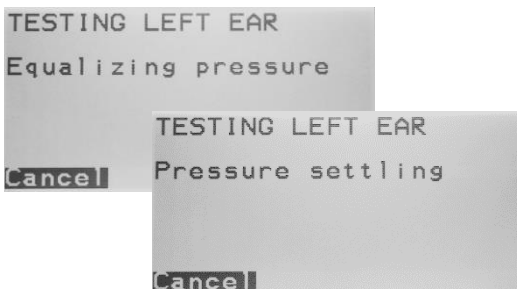 TESTING LEFT EAR
Equalizing pressure
Cancel
TESTING LEFT EAR
Pressure settling
Cancel